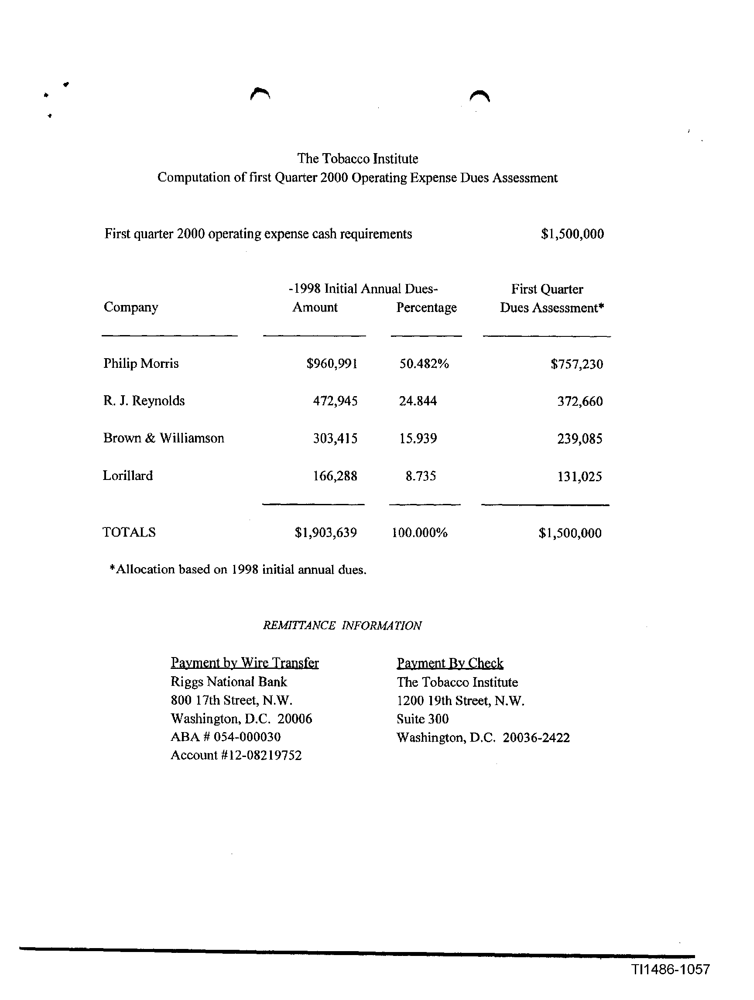 The Tobacco Institute
Computation of first Quarter 2000 Operating Expense Dues Assessment
First quarter 2000 operating expense cash requirements $1,500,000
-1998 Initial Annual Dues- First Quarter
Company Amount Percentage Dues Assessment*
Philip Morris $960,991 50.482% $757,230
R. J. Reynolds 472,945 24.844 372,660
Brown & Williamson 303,415 15.939 239,085
Lorillard 166,288 8.735 131,025
TOTALS $1,903,639 100.000% $1,500,000
*Allocation based on 1998 initial annual dues.
REMITTANCE INFORMATION
Payment by Wire Transfer Payment By Check
Riggs National Bank The Tobacco Institute
800 17th Street, N.W. 1200 19th Street, N.W.
Washington, D.C. 20006 Suite 300
ABA # 054-000030 Washington, D.C. 20036-2422
Account #12-08219752
TI1486-1057